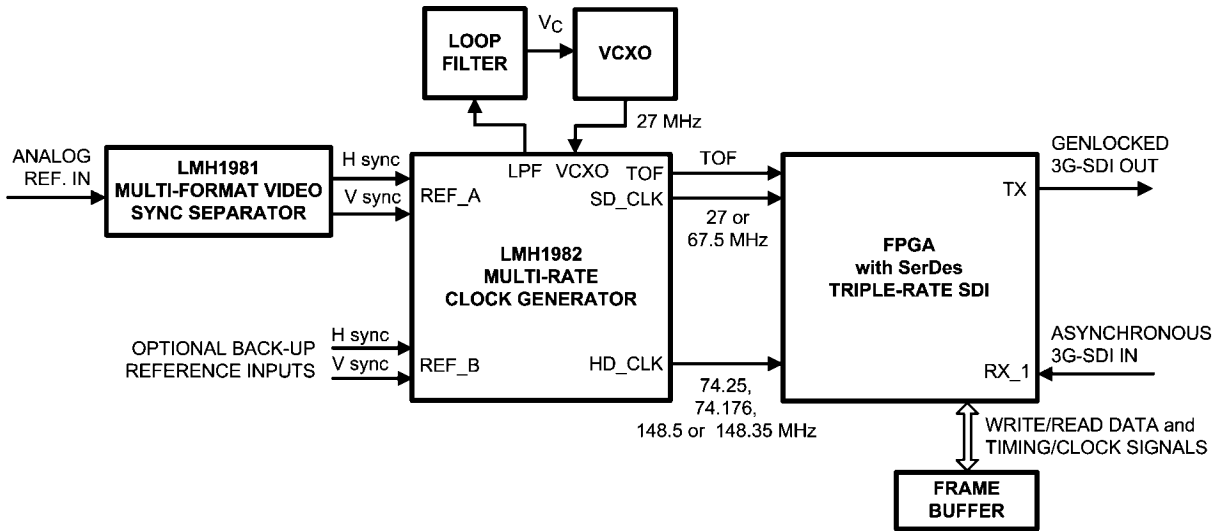 LOOP
FILTER
VC
VCXO
27 MHz
ANALOG
REF. IN
LMH1981
MULTI-FORMAT VIDEO
SYNC SEPARATOR
H sync
V sync
REF_A
LPF
VCXO
TOF
SD_CLK
LMH1982
MULTI-RATE
CLOCK GENERATOR
TOF
27 or
67.5 MHz
FPGA
with SerDes
TRIPLE-RATE SDI
TX
GENLOCKED
3G-SDI OUT
OPTIONAL BACK-UP
REFERENCE INPUTS
H sync
V sync
REF_B
HD_CLK
74.25,
74.176,
148.5 or 148.35 MHz
RX_1
ASYNCHRONOUS
3G-SDI IN
WRITE/READ DATA and
TIMING/CLOCK SIGNALS
FRAME
BUFFER